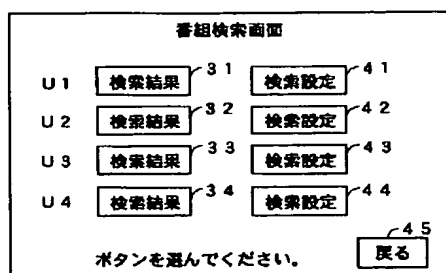 番組検索画面
U1 検索結果 31 検索設定 41
U2 検索結果 32 検索設定 42
U3 検索結果 33 検索設定 43
U4 検索結果 34 検索設定 44
45
ボタンを選んでください。 戻る